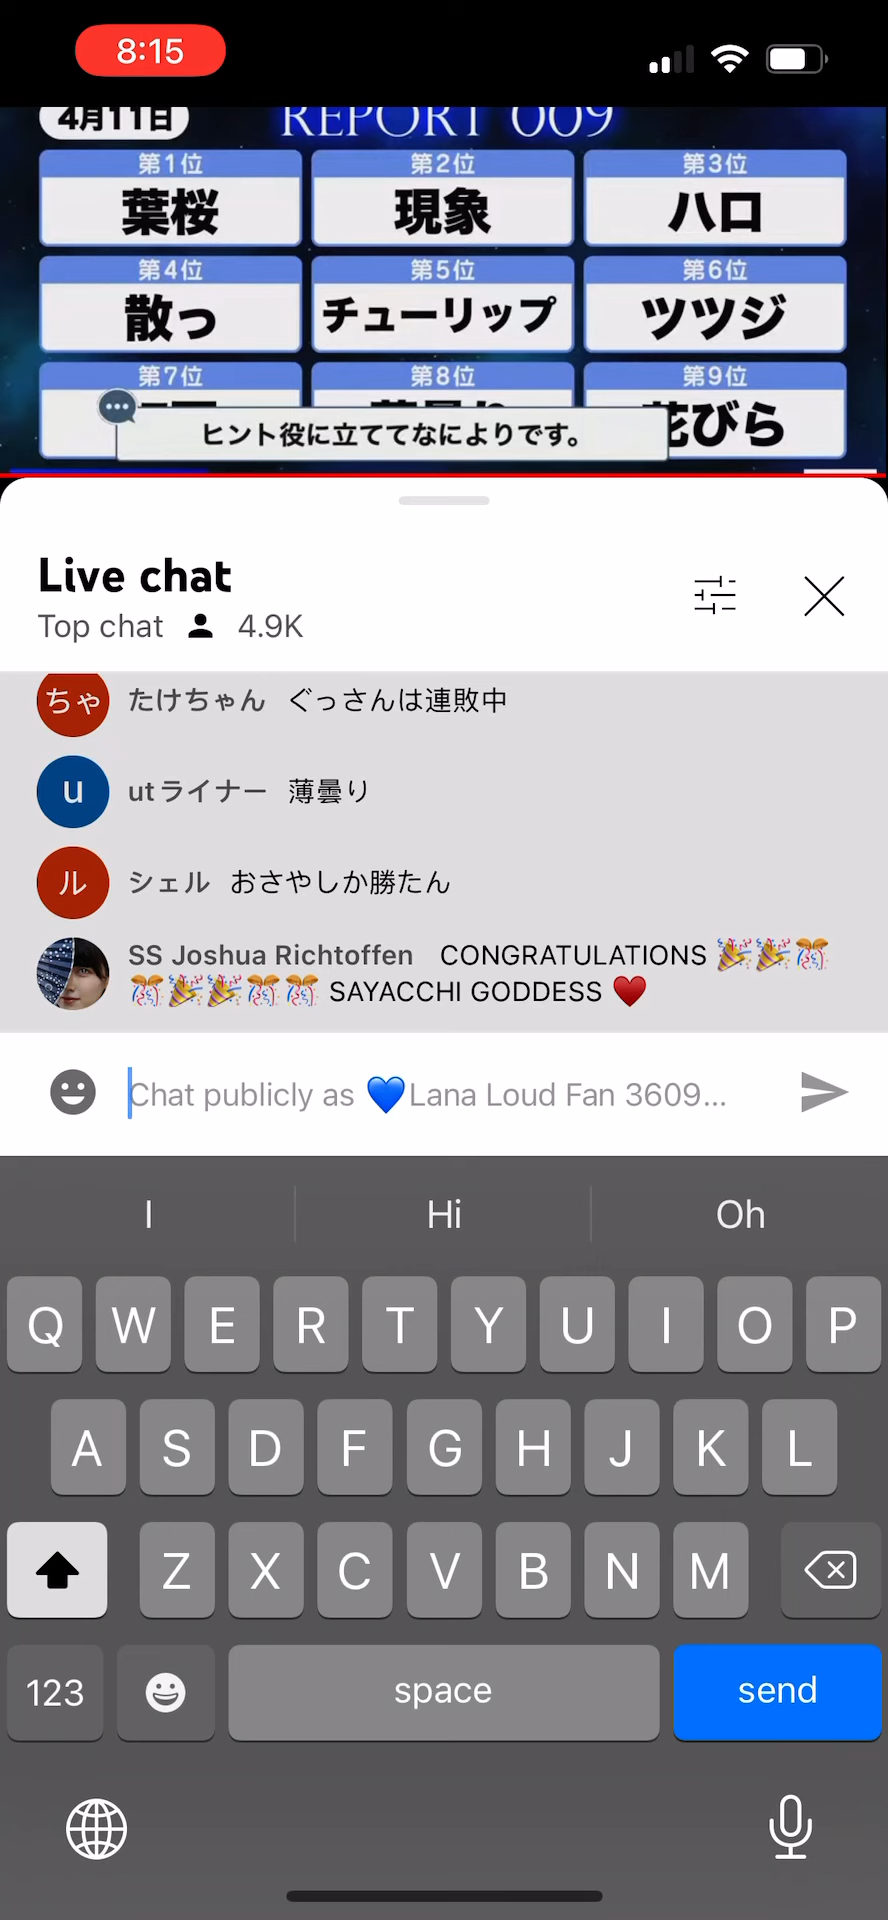 8:15
4月11日
REPORT 009
第1位
第2位
第3位
葉桜
現象
ハロ
第4位
第5位
第6位
散っ
チューリップ
ツツジ
第7位
第8位
第9位
花びら
ヒント役に立ててなによりです。
Live chat
Top chat 4.9K
ちゃ たけちゃん ぐっさんは連敗中
u utライナー 薄曇り
ル シェル おさやしか勝たん
SS Joshua Richtoffen CONGRATULATIONS 🎉🎉🎊
🎊🎉🎉🎊🎊 SAYACCHI GODDESS ♥️
Chat publicly as 💙Lana Loud Fan 3609...
I Hi Oh
Q W E R T Y U I O P
A S D F G H J K L
Z X C V B N M
123 space send